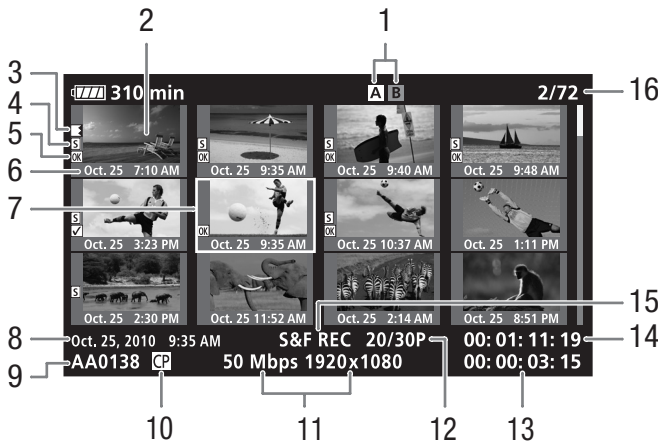 1
2
3
4
5
6
7
8
9
10
11
12
13
14
15
16
310 min A B 2/72
S OK S OK S OK S
Oct. 25 7:10 AM Oct. 25 9:35 AM Oct. 25 9:40 AM Oct. 25 9:48 AM
S ✓ OK S OK
Oct. 25 3:23 PM Oct. 25 9:35 AM Oct. 25 10:37 AM Oct. 25 1:11 PM
S
Oct. 25 2:30 PM Oct. 25 11:52 AM Oct. 25 2:14 AM Oct. 25 8:51 PM
Oct. 25, 2010 9:35 AM S&F REC 20/30P 00: 01: 11: 19
AA0138 CP 50 Mbps 1920x1080 00: 00: 03: 15